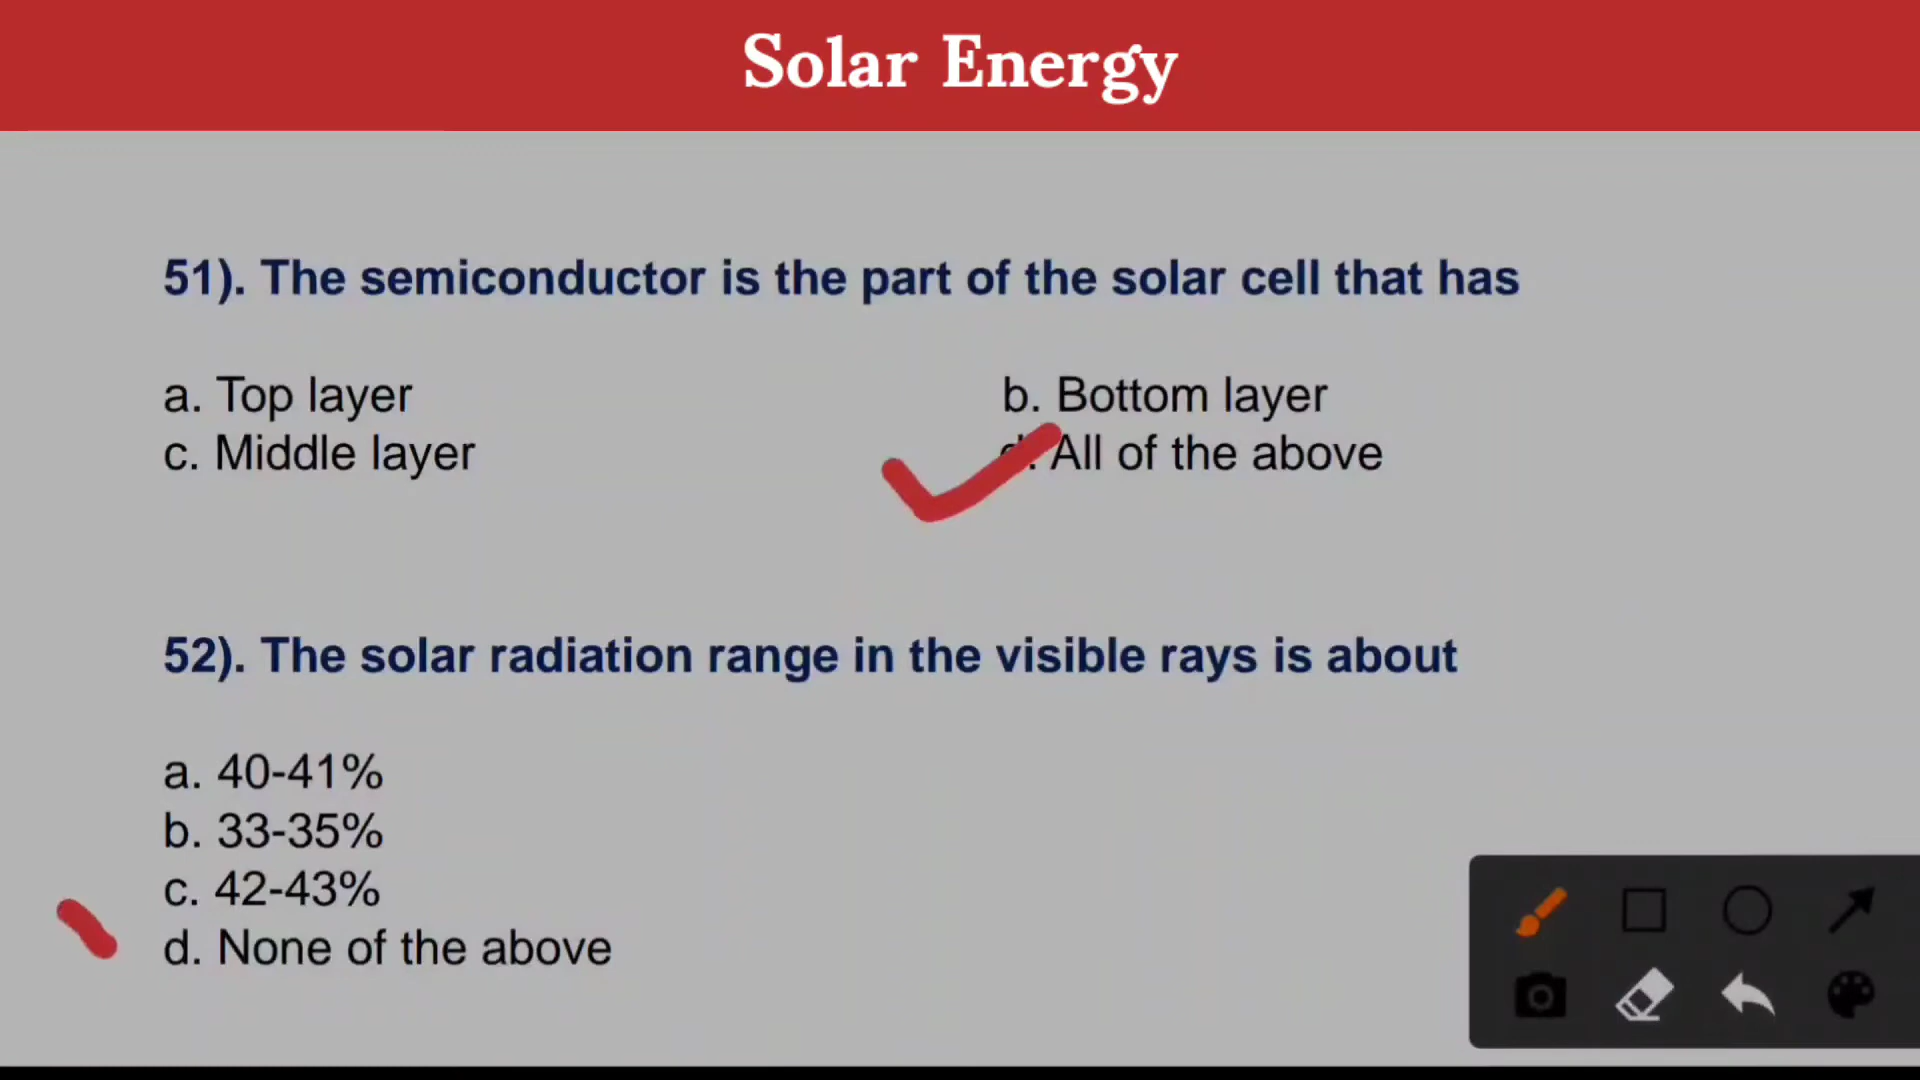 Solar Energy
51). The semiconductor is the part of the solar cell that has
a. Top layer
b. Bottom layer
c. Middle layer
d. All of the above
52). The solar radiation range in the visible rays is about
a. 40-41%
b. 33-35%
c. 42-43%
d. None of the above